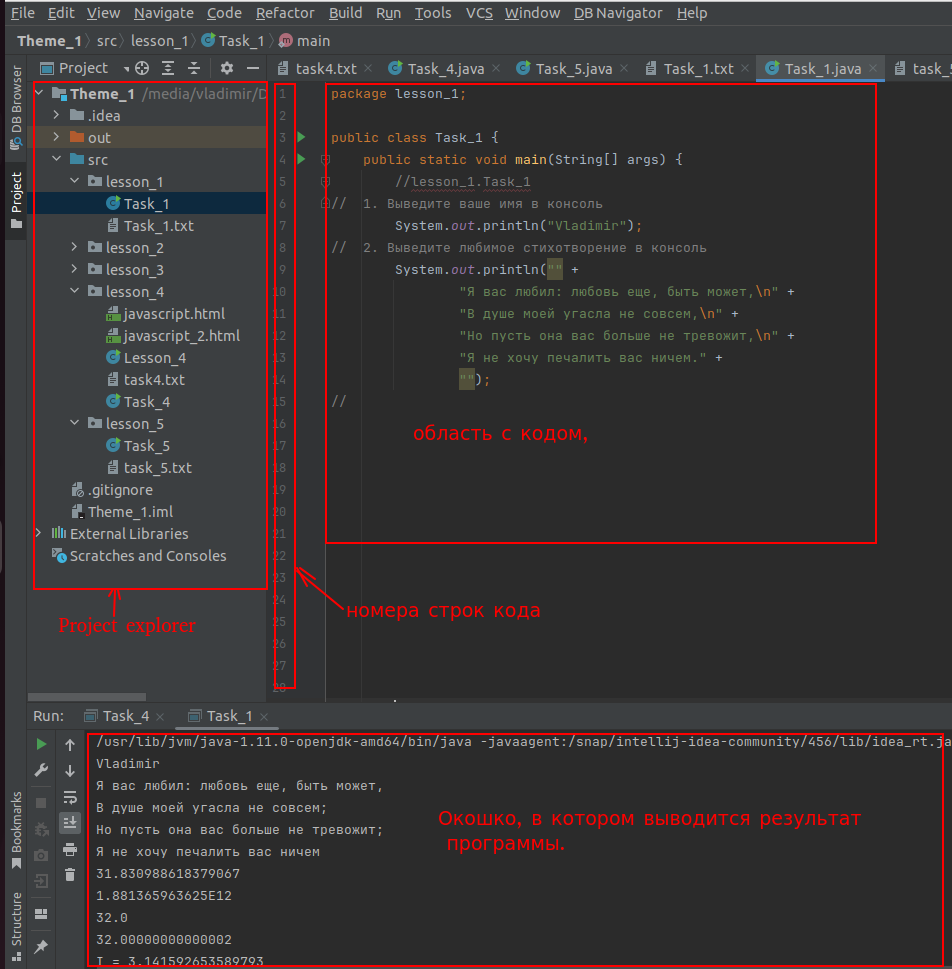 File Edit View Navigate Code Refactor Build Run Tools VCS Window DB Navigator Help
Theme_1 src lesson_1 Task_1 main
DB Browser
Project
Project
task4.txt Task_4.java Task_5.java Task_1.txt Task_1.java task_5
Theme_1 /media/vladimir/D
.idea
out
src
lesson_1
Task_1
Task_1.txt
lesson_2
lesson_3
lesson_4
javascript.html
javascript_2.html
Lesson_4
task4.txt
Task_4
lesson_5
Task_5
task_5.txt
.gitignore
Theme_1.iml
External Libraries
Scratches and Consoles
Project explorer
1 package lesson_1;
2
3 public class Task_1 {
4 public static void main(String[] args) {
5 //lesson_1.Task_1
6 // 1. Выведите ваше имя в консоль
7 System.out.println("Vladimir");
8 // 2. Выведите любимое стихотворение в консоль
9 System.out.println("" +
10 "Я вас любил: любовь еще, быть может,\n" +
11 "В душе моей угасла не совсем,\n" +
12 "Но пусть она вас больше не тревожит,\n" +
13 "Я не хочу печалить вас ничем." +
14 "");
15 //
16
область с кодом,
17
18
19
20
21
22
23
24
номера строк кода
25
26
27
28
Run: Task_4 Task_1
/usr/lib/jvm/java-1.11.0-openjdk-amd64/bin/java -javaagent:/snap/intellij-idea-community/456/lib/idea_rt.ja
Vladimir
Я вас любил: любовь еще, быть может,
В душе моей угасла не совсем;
Но пусть она вас больше не тревожит;
Я не хочу печалить вас ничем
31.830988618379067
1.881365963625E12
32.0
32.00000000000002
I = 3.141592653589793
Окошко, в котором выводится результат
программы.
Bookmarks
Structure